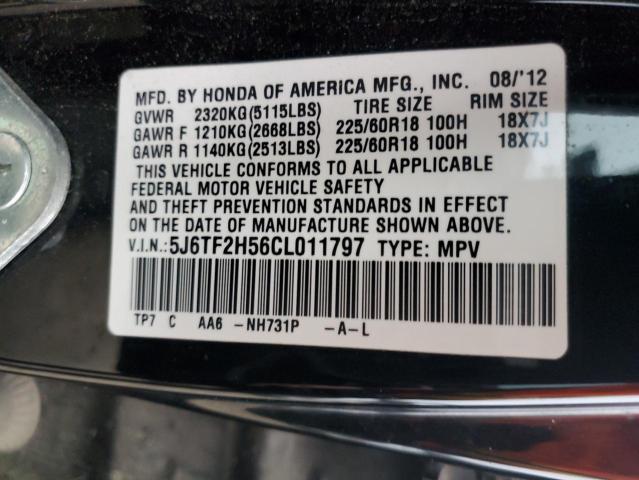 MFD. BY HONDA OF AMERICA MFG., INC. 08/'12
GVWR 2320KG(5115LBS) TIRE SIZE RIM SIZE
GAWR F 1210KG(2668LBS) 225/60R18 100H 18X7J
GAWR R 1140KG(2513LBS) 225/60R18 100H 18X7J
THIS VEHICLE CONFORMS TO ALL APPLICABLE
FEDERAL MOTOR VEHICLE SAFETY
AND THEFT PREVENTION STANDARDS IN EFFECT
ON THE DATE OF MANUFACTURE SHOWN ABOVE.
V.I.N.:5J6TF2H56CL011797 TYPE: MPV
TP7 C AA6 -NH731P -A-L